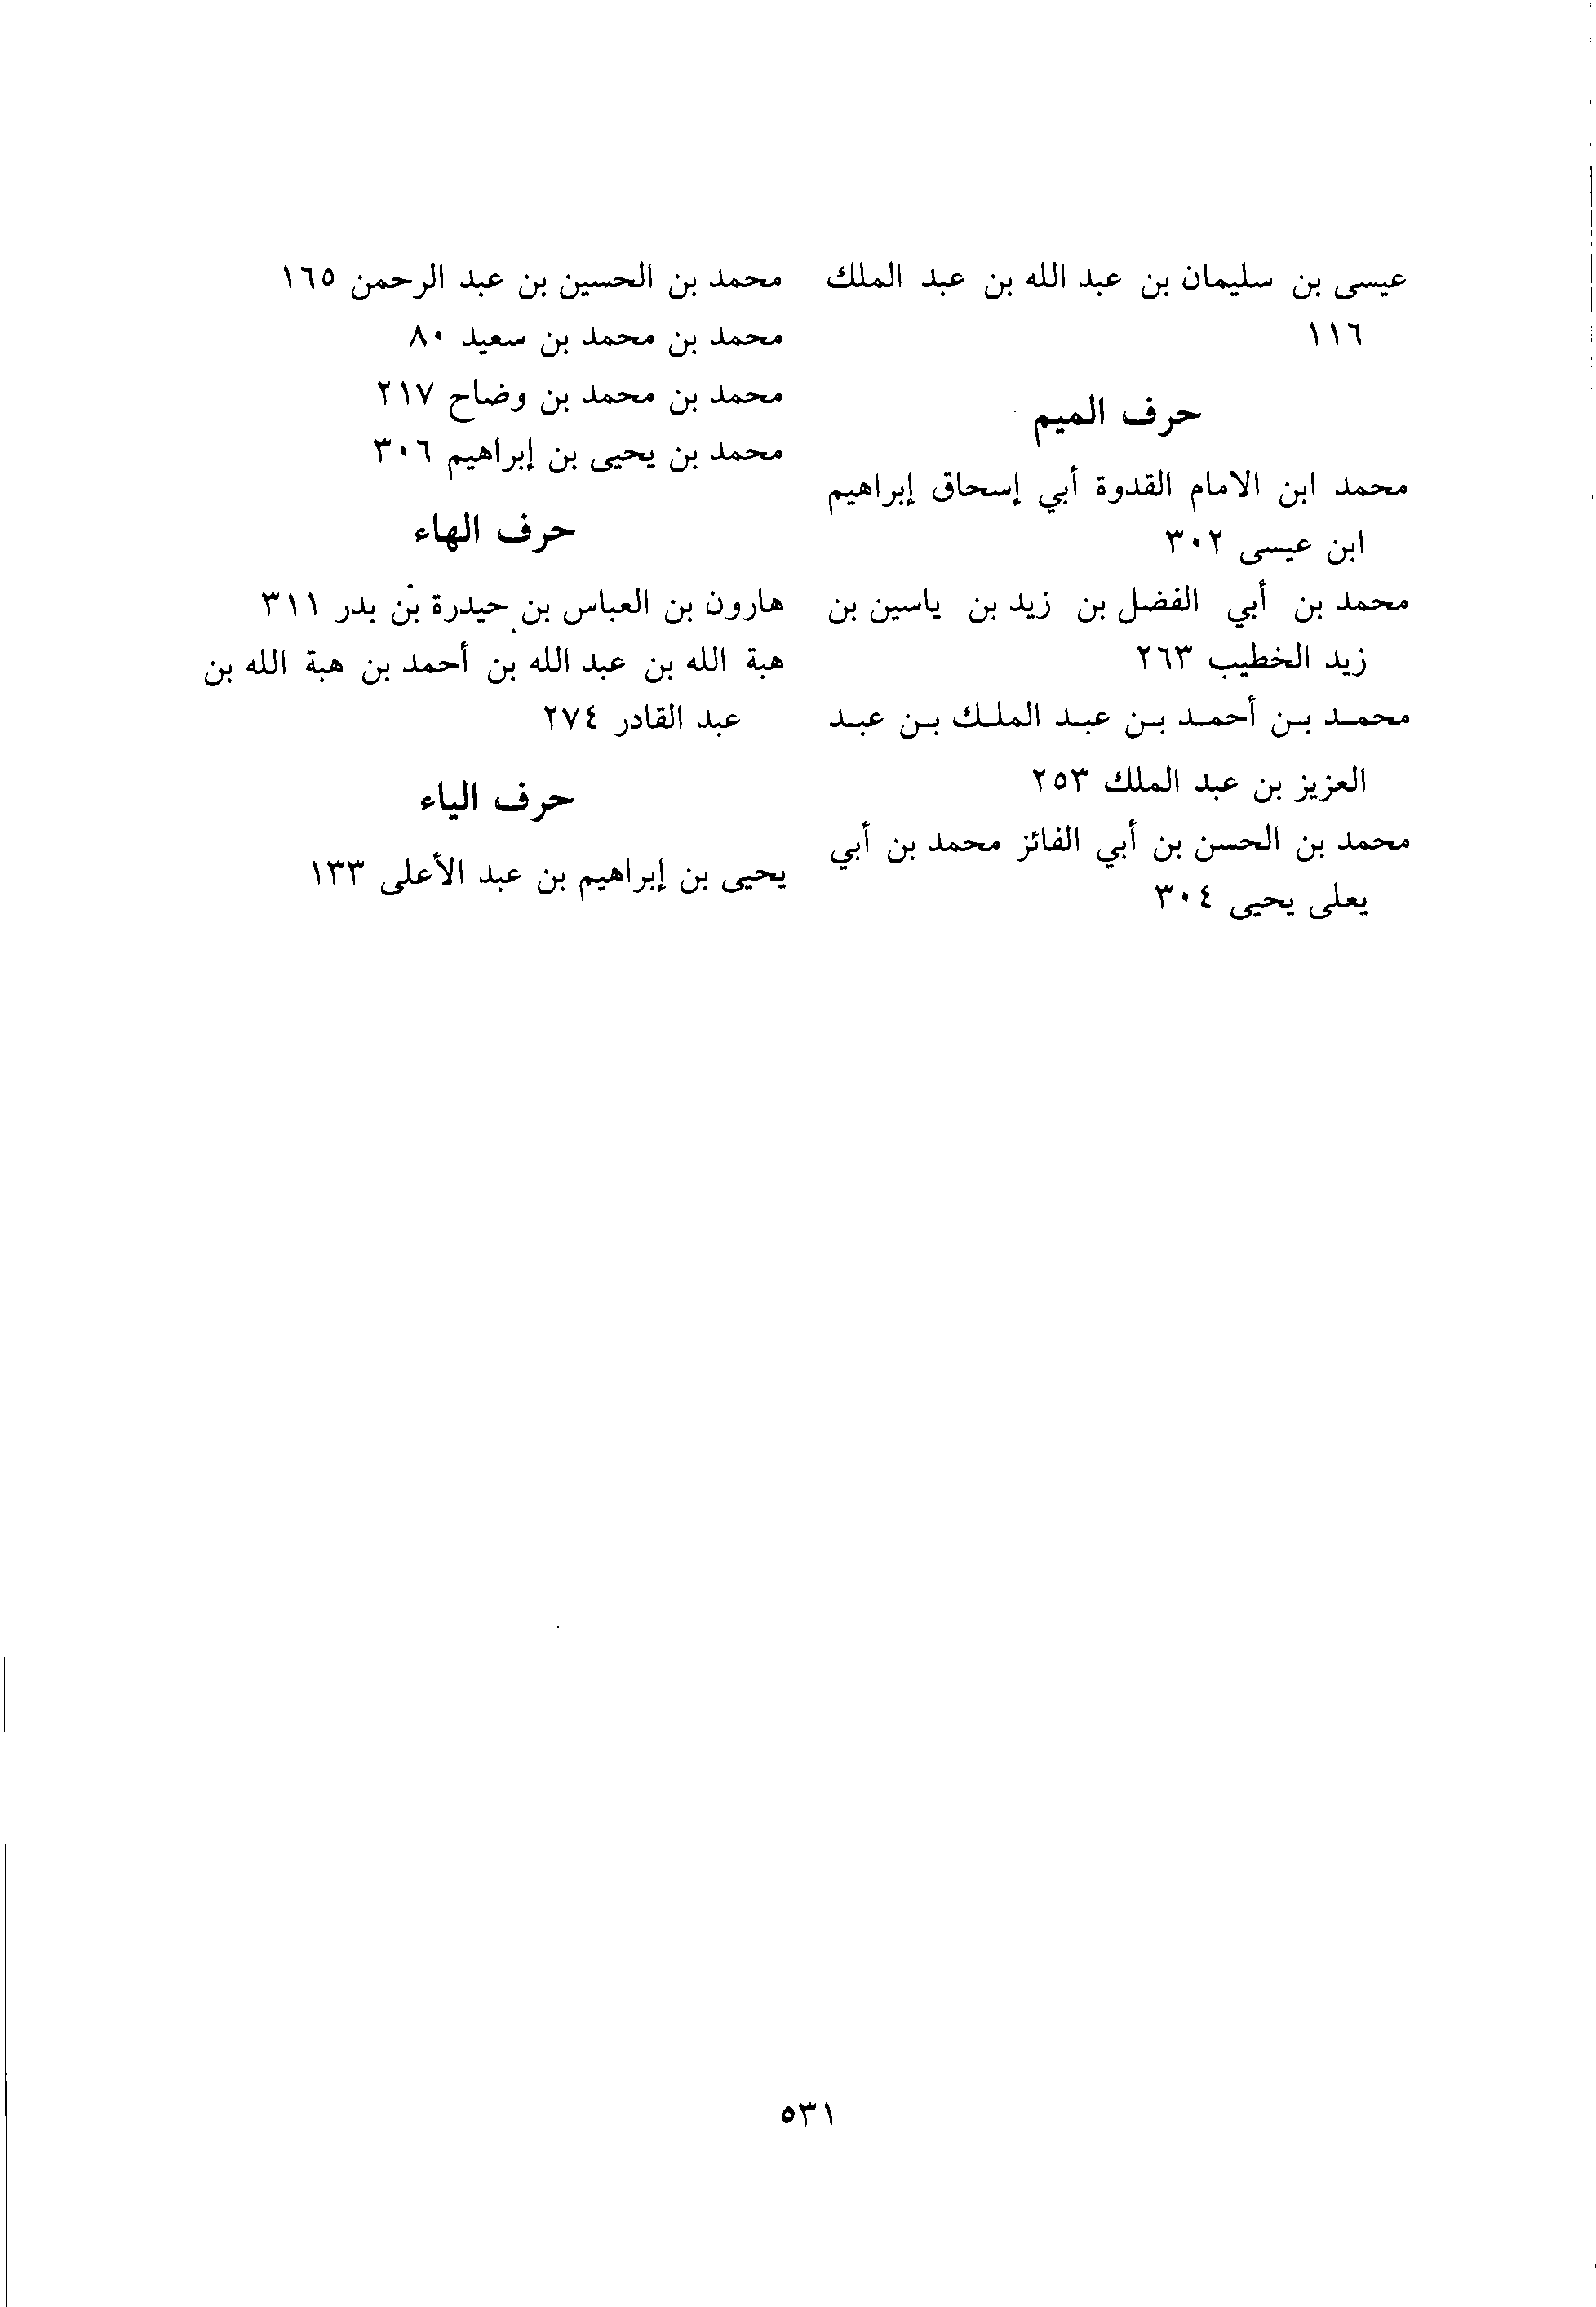 عيسى بن سليمان بن عبد الله بن عبد الملك
١١٦
حرف الميم
محمد ابن الامام القدوة أبي إسحاق إبراهيم
ابن عيسى ٣٠٢
محمد بن أبي الفضل بن زيد بن ياسين بن
زيد الخطيب ٢٦٣
محمد بن أحمد بن عبد الملك بن عبد
العزيز بن عبد الملك ٢٥٣
محمد بن الحسن بن أبي الفائز محمد بن أبي
يعلى يحيى ٣٠٤
محمد بن الحسين بن عبد الرحمن ١٦٥
محمد بن محمد بن سعيد ٨٠
محمد بن محمد بن وضاح ٢١٧
محمد بن يحيى بن إبراهيم ٣٠٦
حرف الهاء
هارون بن العباس بن حيدرة بن بدر ٣١١
هبة الله بن عبد الله بن أحمد بن هبة الله بن
عبد القادر ٢٧٤
حرف الياء
يحيى بن إبراهيم بن عبد الأعلى ١٣٣
٥٣١